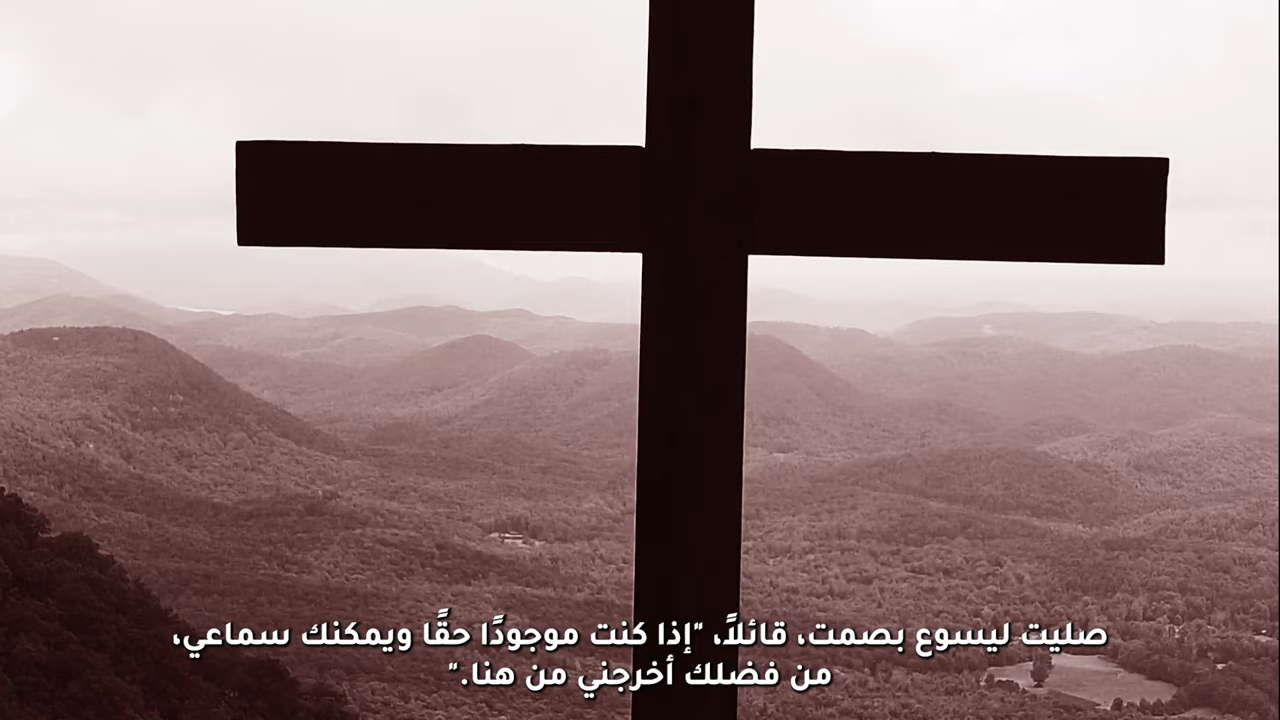 صليت ليسوع بصمت، قائلاً، "إذا كنت موجودًا حقًّا ويمكنك سماعي،
من فضلك أخرجني من هنا."